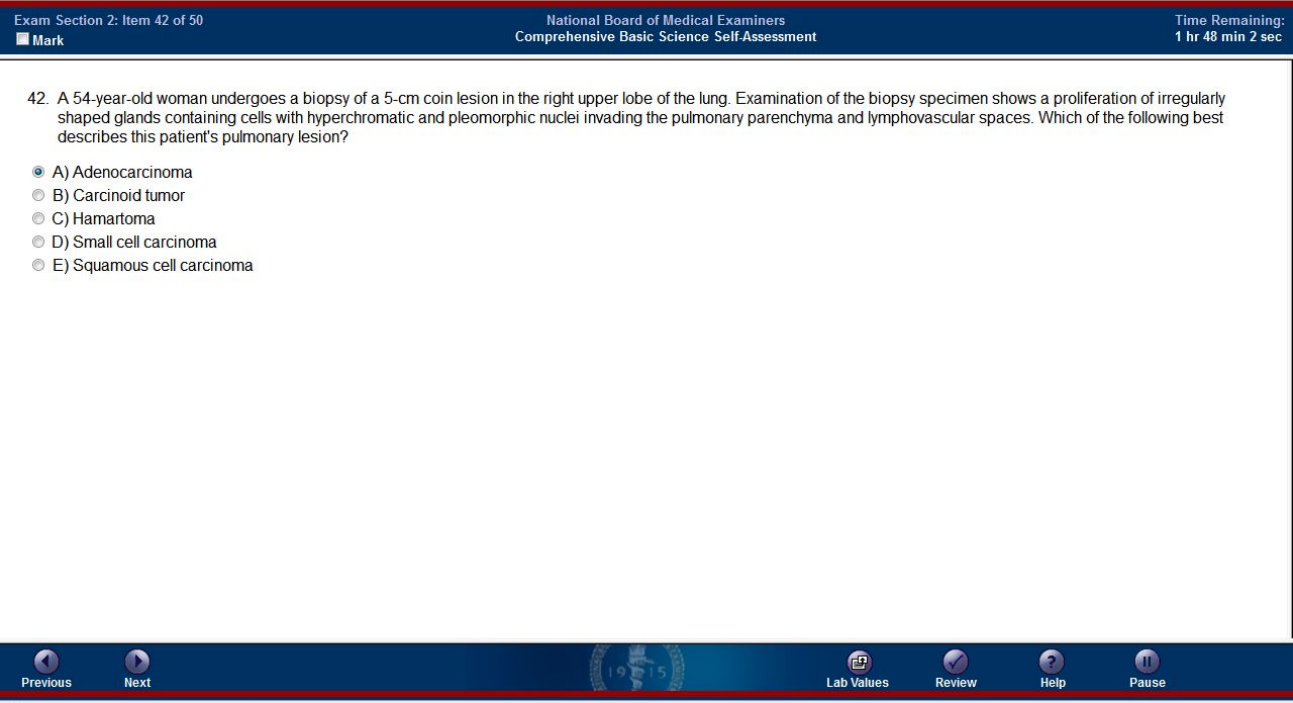 Exam Section 2: Item 42 of 50
National Board of Medical Examiners
Time Remaining:
Mark
Comprehensive Basic Science Self-Assessment
1 hr 48 min 2 sec
42. A 54-year-old woman undergoes a biopsy of a 5-cm coin lesion in the right upper lobe of the lung. Examination of the biopsy specimen shows a proliferation of irregularly
shaped glands containing cells with hyperchromatic and pleomorphic nuclei invading the pulmonary parenchyma and lymphovascular spaces. Which of the following best
describes this patient's pulmonary lesion?
A) Adenocarcinoma
B) Carcinoid tumor
C) Hamartoma
D) Small cell carcinoma
E) Squamous cell carcinoma
1915
Previous
Next
Lab Values
Review
Help
Pause